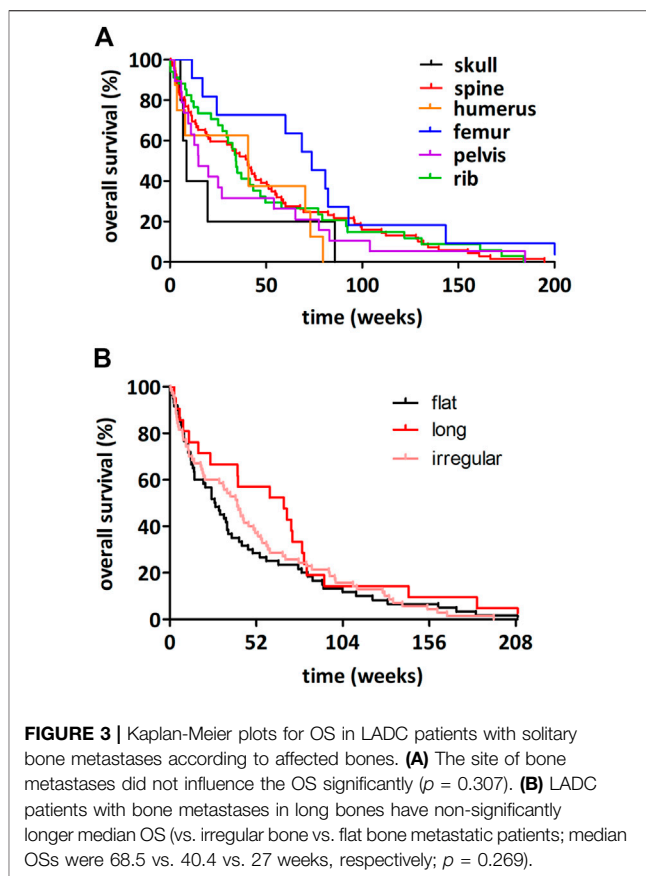 A
overall survival (%)
100
80
60
40
20
0
skull
spine
humerus
femur
pelvis
rib
0 50 100 150 200
time (weeks)
B
overall survival (%)
100
80
60
40
20
0
flat
long
irregular
0 52 104 156 208
time (weeks)
FIGURE 3 | Kaplan-Meier plots for OS in LADC patients with solitary
bone metastases according to affected bones. (A) The site of bone
metastases did not influence the OS significantly (p = 0.307). (B) LADC
patients with bone metastases in long bones have non-significantly
longer median OS (vs. irregular bone vs. flat bone metastatic patients; median
OSs were 68.5 vs. 40.4 vs. 27 weeks, respectively; p = 0.269).